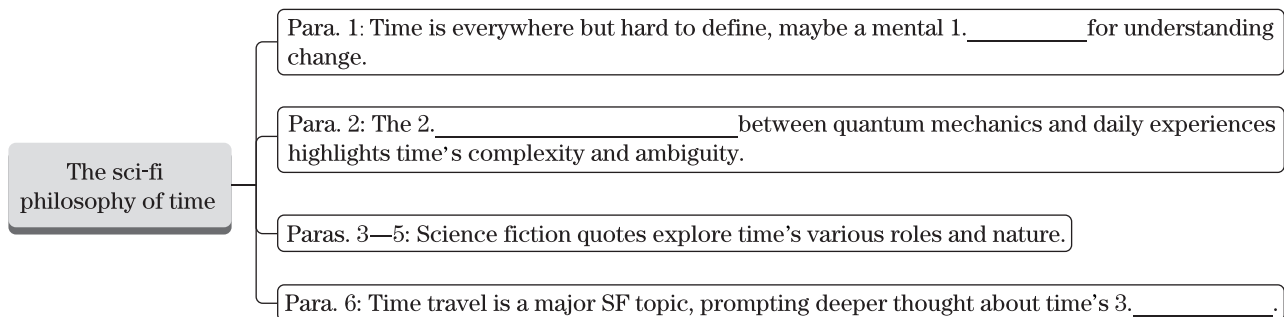 Para. 1: Time is everywhere but hard to define, maybe a mental 1.__________for understanding
change.
Para. 2: The 2.__________________________between quantum mechanics and daily experiences
highlights time's complexity and ambiguity.
The sci-fi
philosophy of time
Paras. 3—5: Science fiction quotes explore time's various roles and nature.
Para. 6: Time travel is a major SF topic, prompting deeper thought about time's 3.____________.